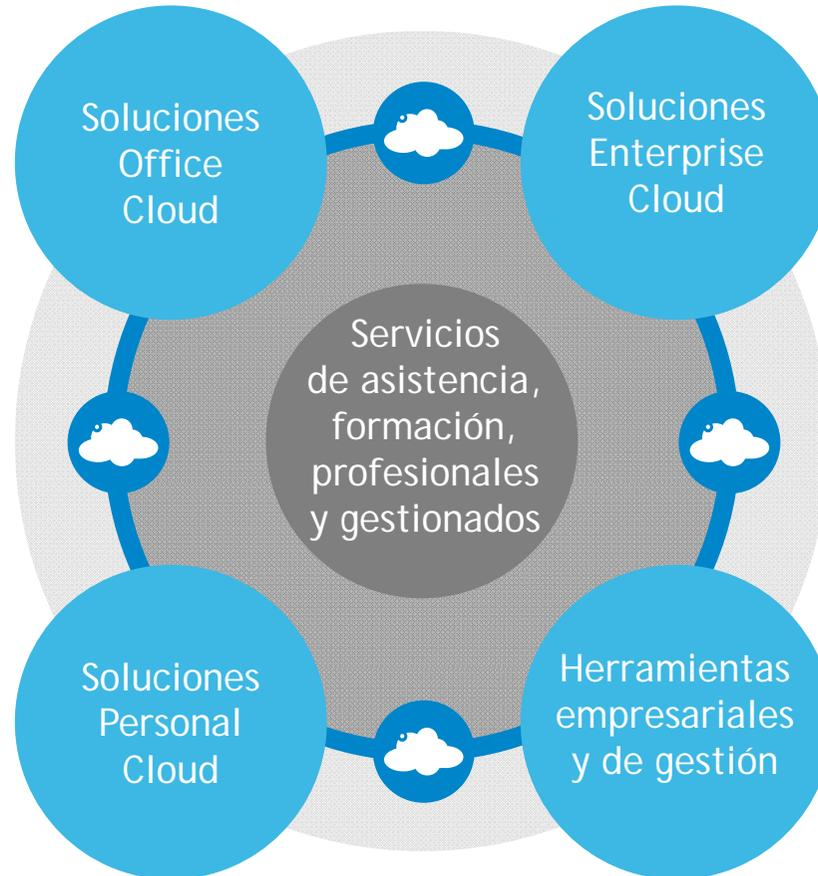 Soluciones
Office
Cloud
Soluciones
Enterprise
Cloud
Servicios
de asistencia,
formación,
profesionales
y gestionados
Soluciones
Personal
Cloud
Herramientas
empresariales
y de gestión